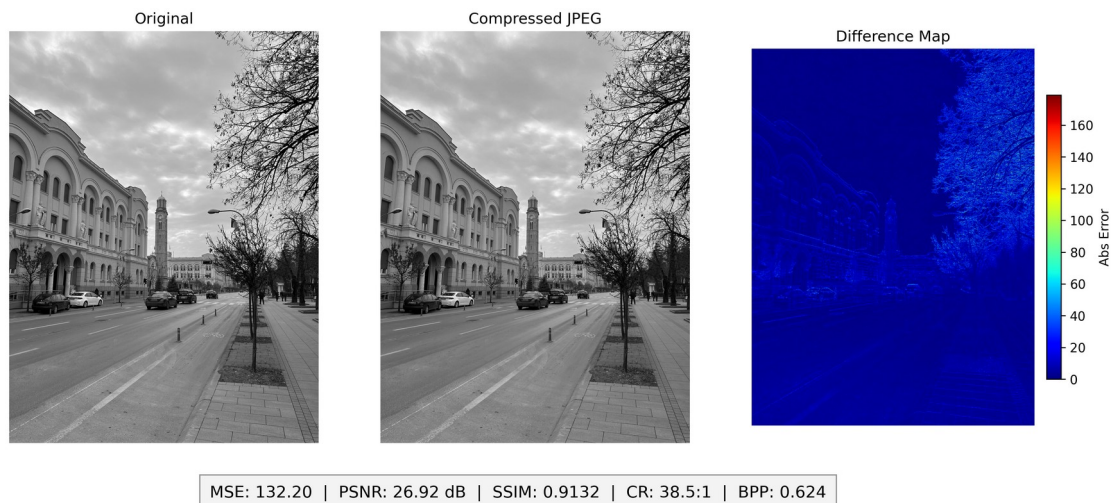 Original
Compressed JPEG
Difference Map
160
140
120
100
80
60
40
20
0
Abs Error
MSE: 132.20 | PSNR: 26.92 dB | SSIM: 0.9132 | CR: 38.5:1 | BPP: 0.624